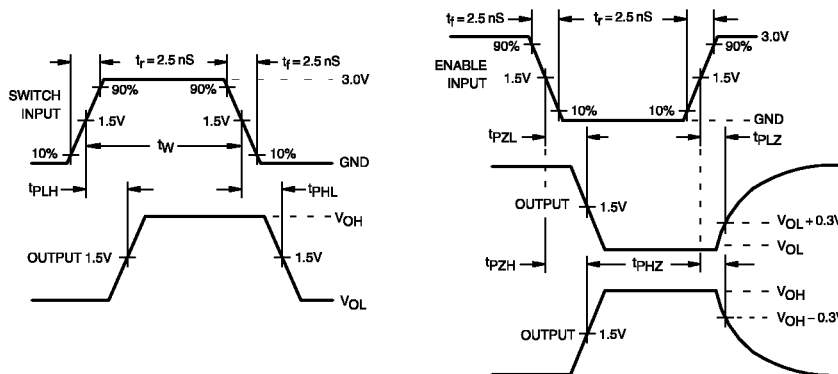 tr = 2.5 nS
tf = 2.5 nS
3.0V
SWITCH
INPUT
90%
90%
1.5V
1.5V
tW
10%
10%
GND
tPLH
tPHL
VOH
OUTPUT 1.5V
1.5V
VOL
tf = 2.5 nS
tr = 2.5 nS
90%
90%
3.0V
ENABLE
INPUT
1.5V
1.5V
10%
10%
GND
tPZL
tPLZ
OUTPUT
1.5V
VOL + 0.3V
VOL
tPZH
tPHZ
VOH
VOH – 0.3V
OUTPUT
1.5V